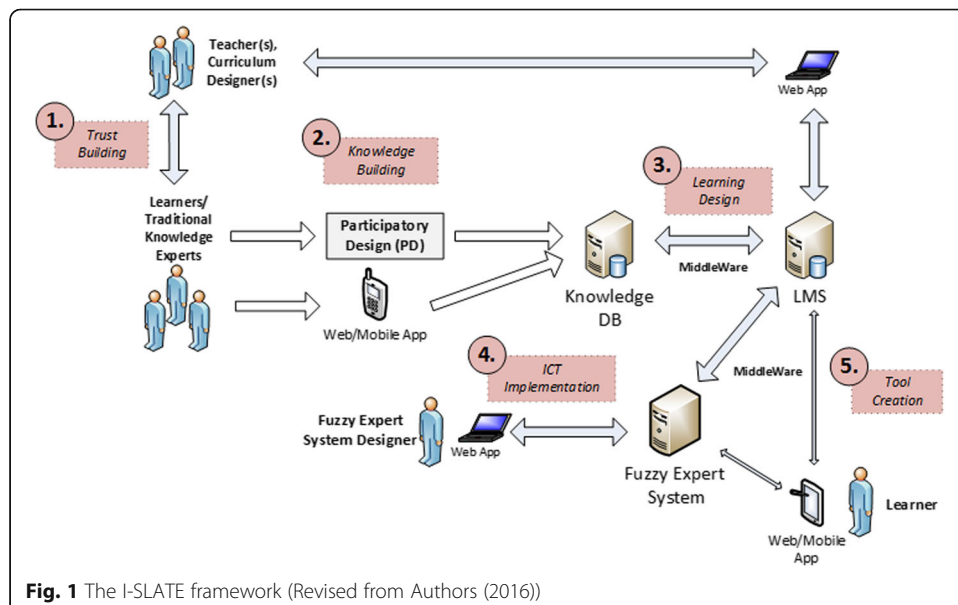 Teacher(s),
Curriculum
Designer(s)
Web App
1.
Trust
Building
2.
Knowledge
Building
3.
Learning
Design
Learners/
Traditional
Knowledge
Experts
Participatory
Design (PD)
Web/Mobile App
Knowledge
DB
MiddleWare
LMS
4.
ICT
Implementation
MiddleWare
5.
Tool
Creation
Fuzzy Expert
System Designer
Web App
Fuzzy Expert
System
Learner
Web/Mobile
App
Fig. 1 The I-SLATE framework (Revised from Authors (2016))